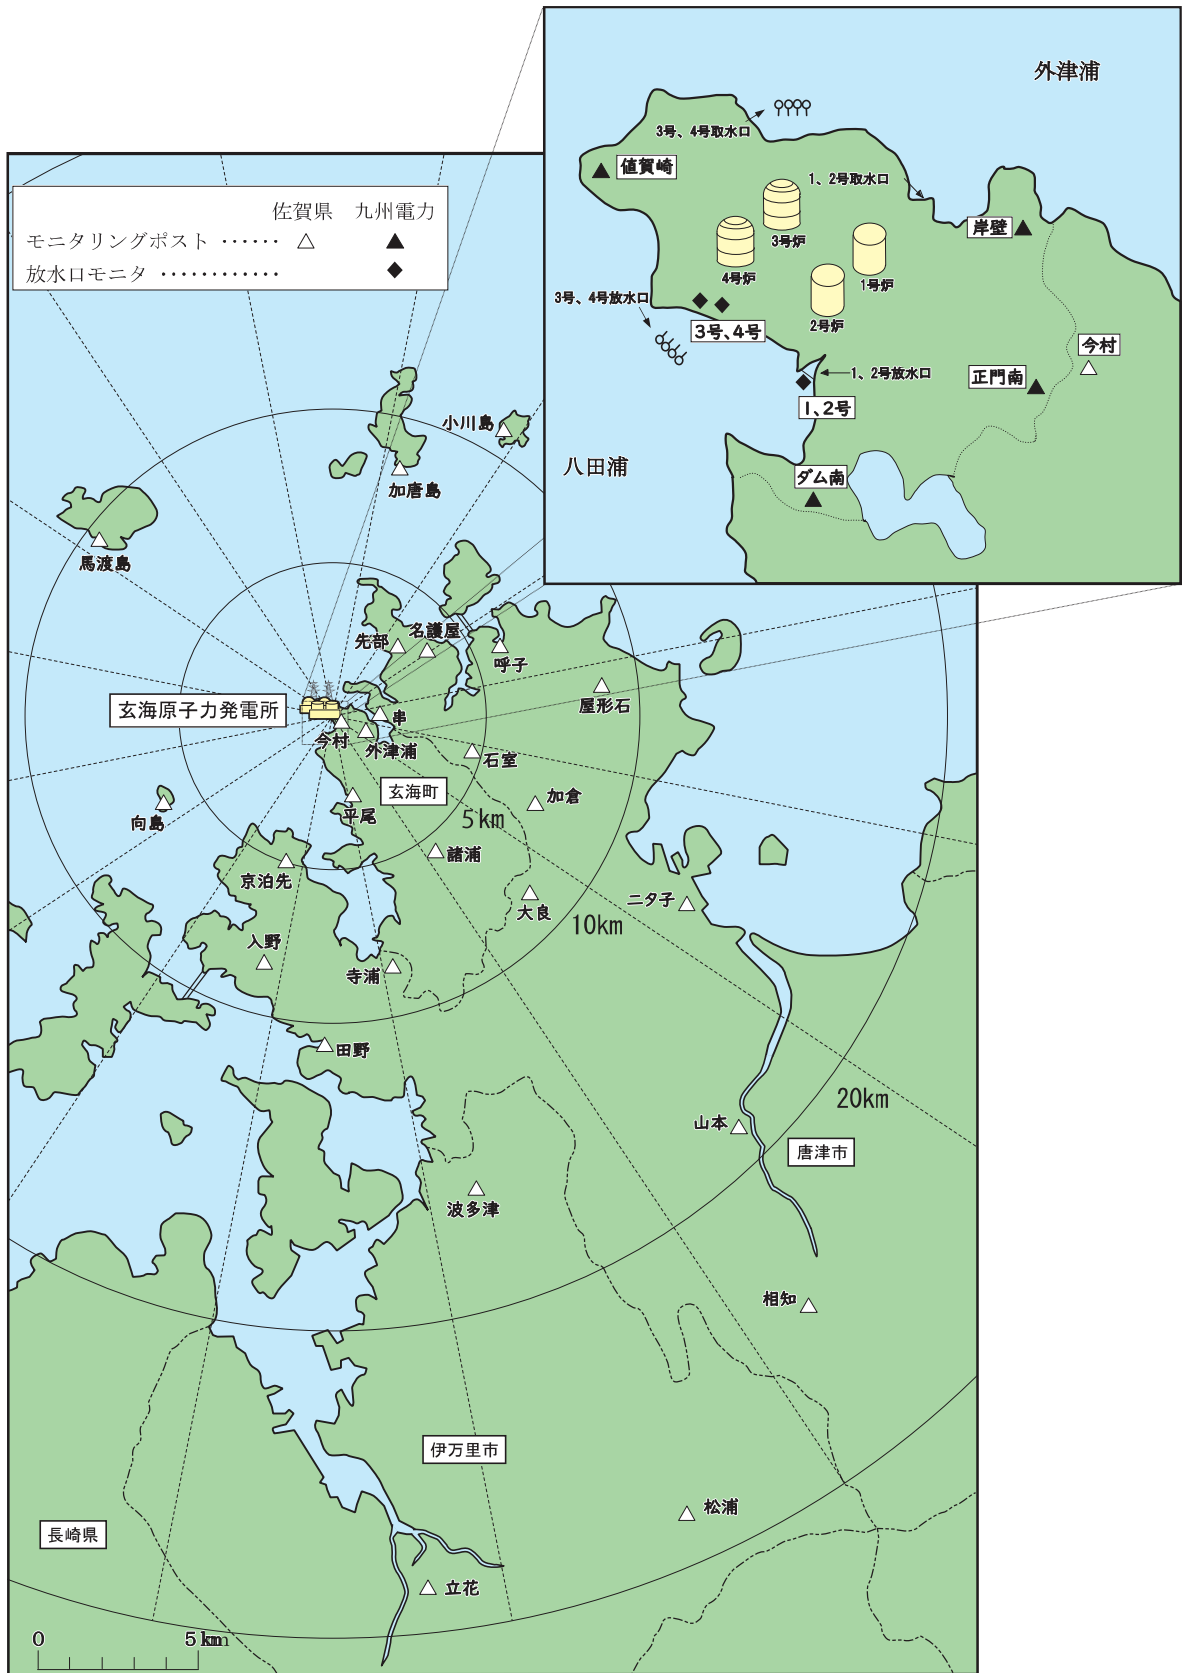 外津浦
3号、4号取水口
値賀崎
1、2号取水口
岸壁
3号炉
4号炉
1号炉
2号炉
3号、4号放水口
3号、4号
1、2号放水口
1、2号
今村
正門南
八田浦
ダム南
佐賀県 九州電力
モニタリングポスト ‥‥‥ △ ▲
放水口モニタ ‥‥‥‥‥‥ ◆
小川島
加唐島
馬渡島
先部
名護屋
呼子
屋形石
玄海原子力発電所
串
今村
外津浦
石室
玄海町
加倉
向島
平尾
5km
諸浦
京泊先
二タ子
大良
10km
入野
寺浦
田野
20km
山本
唐津市
波多津
相知
伊万里市
松浦
長崎県
立花
0 5km